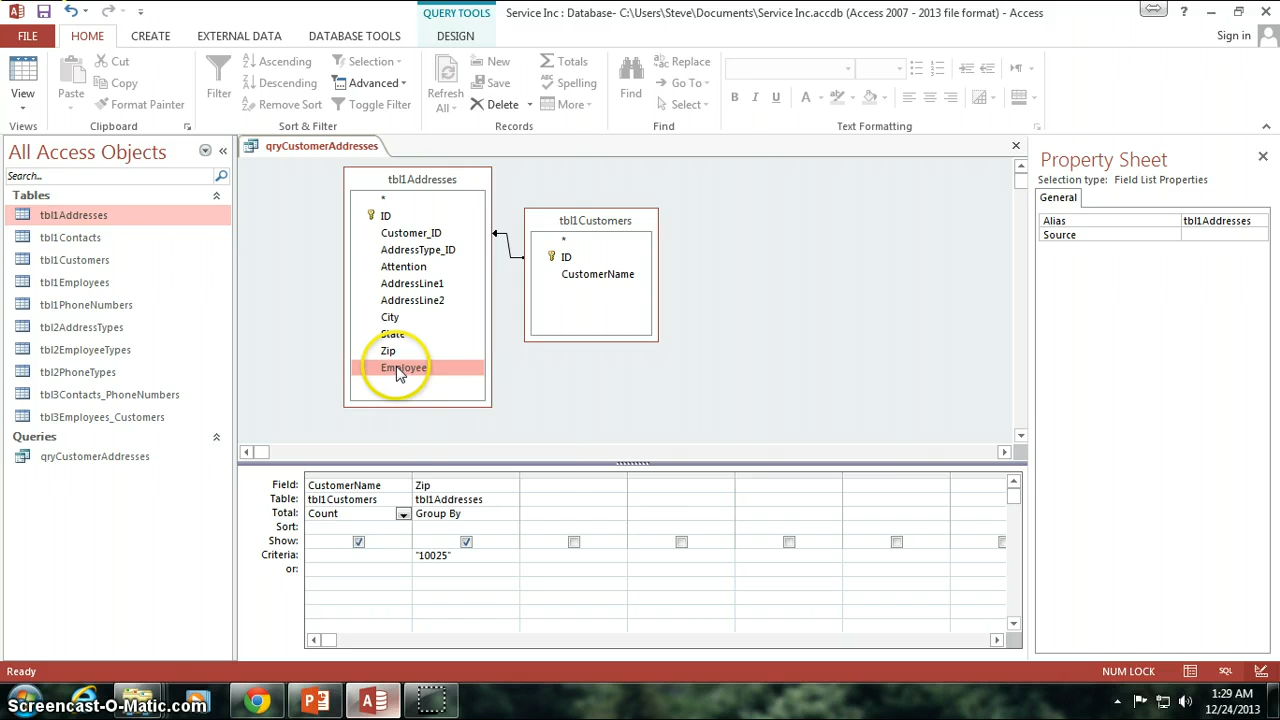 QUERY TOOLS
Service Inc : Database- C:\Users\Steve\Documents\Service Inc.accdb (Access 2007 - 2013 file format) - Access
FILE HOME CREATE EXTERNAL DATA DATABASE TOOLS DESIGN Sign in
View
Views
Paste
Cut
Copy
Format Painter
Clipboard
Filter
Ascending
Descending
Remove Sort
Selection
Advanced
Toggle Filter
Sort & Filter
Refresh
All
New
Save
Delete
Totals
Spelling
More
Records
Find
Replace
Go To
Select
Find
B I U A
Text Formatting
All Access Objects
Search...
Tables
tbl1Addresses
tbl1Contacts
tbl1Customers
tbl1Employees
tbl1PhoneNumbers
tbl2AddressTypes
tbl2EmployeeTypes
tbl2PhoneTypes
tbl3Contacts_PhoneNumbers
tbl3Employees_Customers
Queries
qryCustomerAddresses
qryCustomerAddresses
tbl1Addresses
*
ID
Customer_ID
AddressType_ID
Attention
AddressLine1
AddressLine2
City
State
Zip
Employee
tbl1Customers
*
ID
CustomerName
Field: CustomerName Zip
Table: tbl1Customers tbl1Addresses
Total: Count Group By
Sort:
Show:
Criteria: "10025"
or:
Property Sheet
Selection type: Field List Properties
General
Alias tbl1Addresses
Source
Ready NUM LOCK SQL
Screencast-O-Matic.com
1:29 AM
12/24/2013